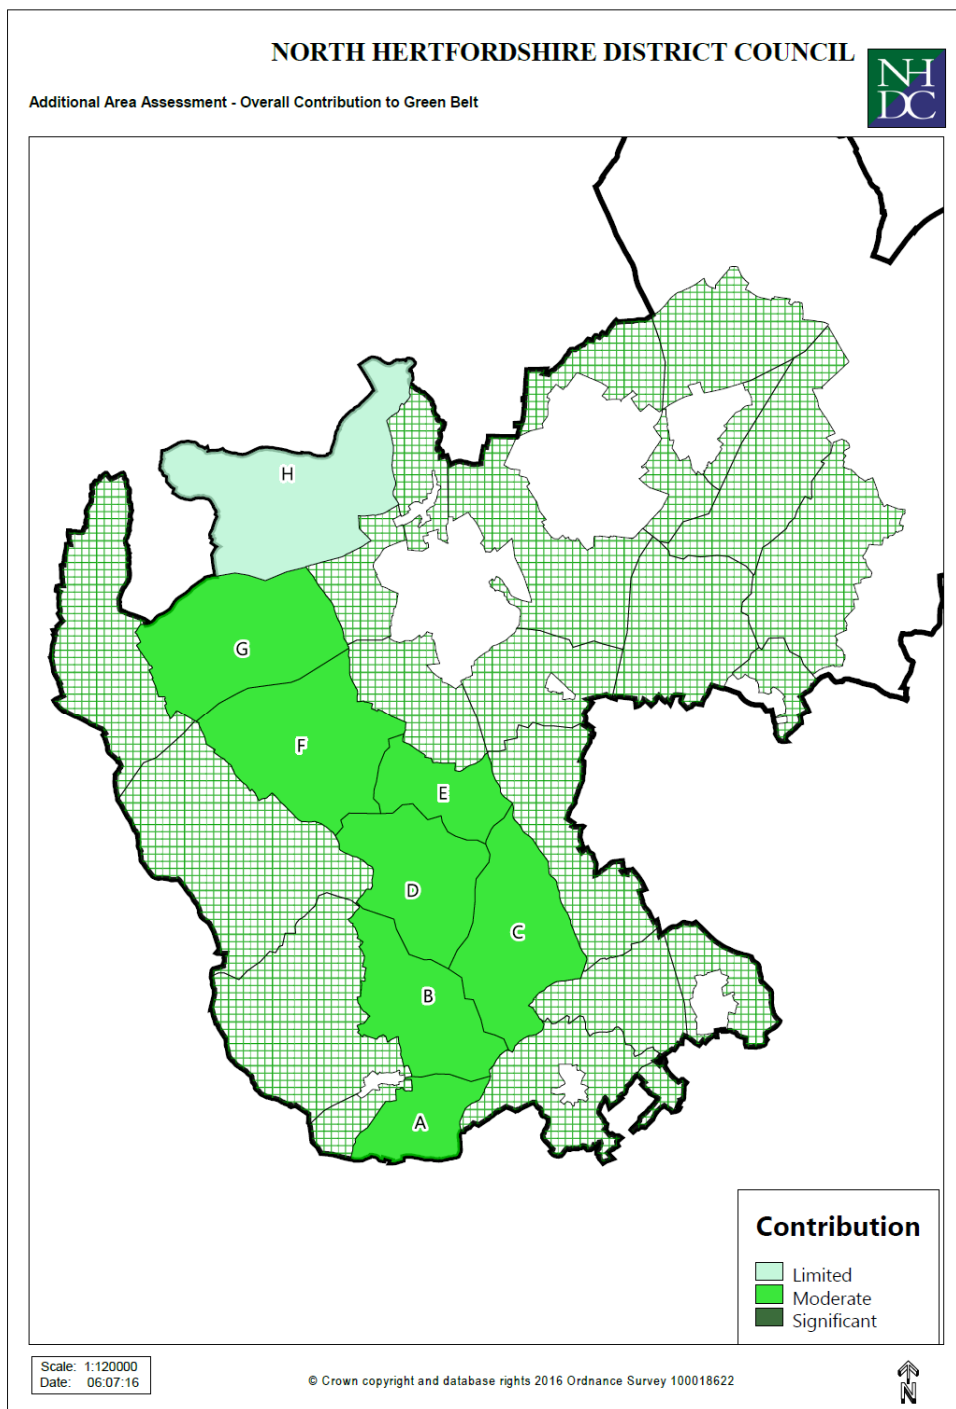 NORTH HERTFORDSHIRE DISTRICT COUNCIL
NH
DC
Additional Area Assessment - Overall Contribution to Green Belt
H
G
F
E
D
C
B
A
Contribution
Limited
Moderate
Significant
Scale: 1:120000
Date: 06:07:16
© Crown copyright and database rights 2016 Ordnance Survey 100018622
N